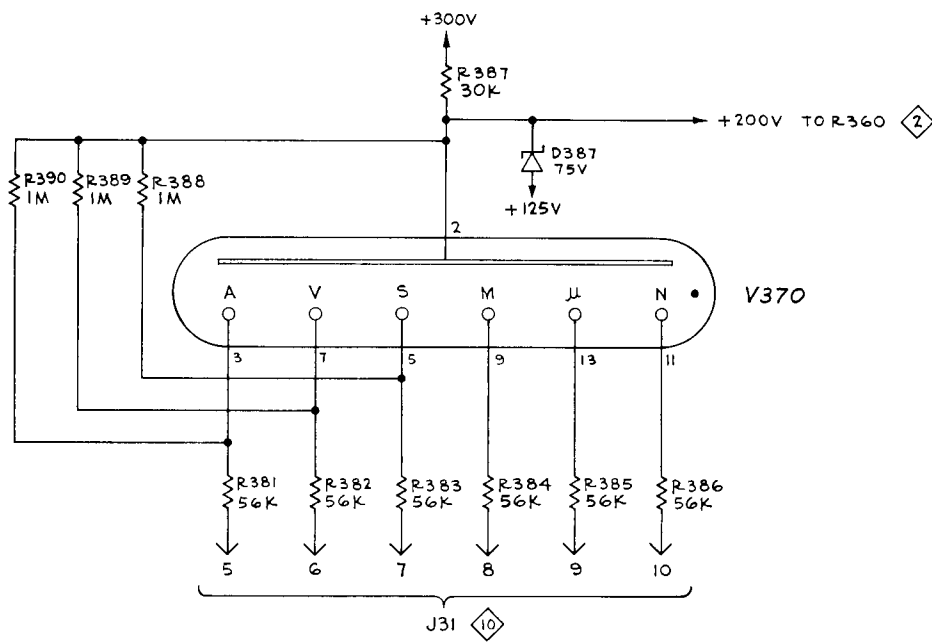 +300V
R387
30K
+200V TO R360 2
D387
75V
+125V
R390
1M
R389
1M
R388
1M
2
A V S M μ N
V370
3 7 5 9 13 11
R381
56K
R382
56K
R383
56K
R384
56K
R385
56K
R386
56K
5 6 7 8 9 10
J31 10